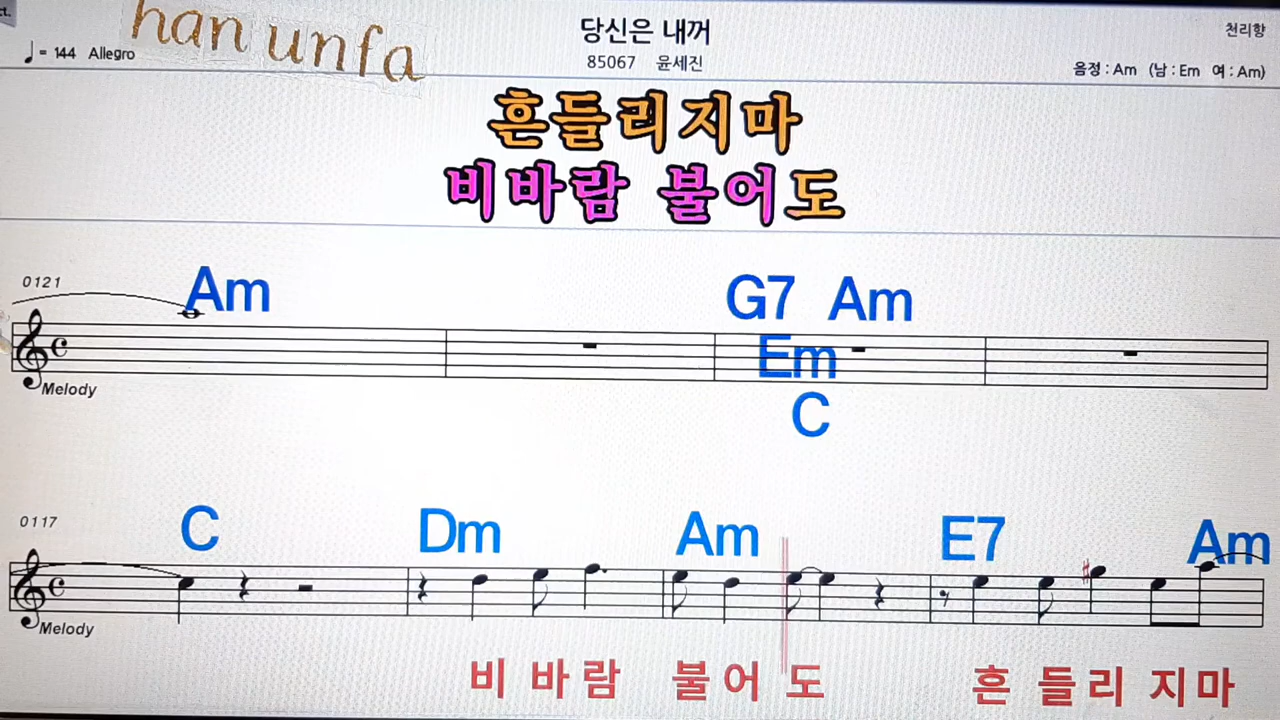 ct.
han unfa
♩= 144 Allegro
당신은 내꺼
85067 윤세진
천리향
음정 : Am (남 : Em 여 : Am)
흔들리지마
비바람 불어도
0121
Am
G7 Am
Em
C
Melody
0117
C Dm Am E7 Am
Melody
비 바 람 불 어 도 흔 들 리 지 마